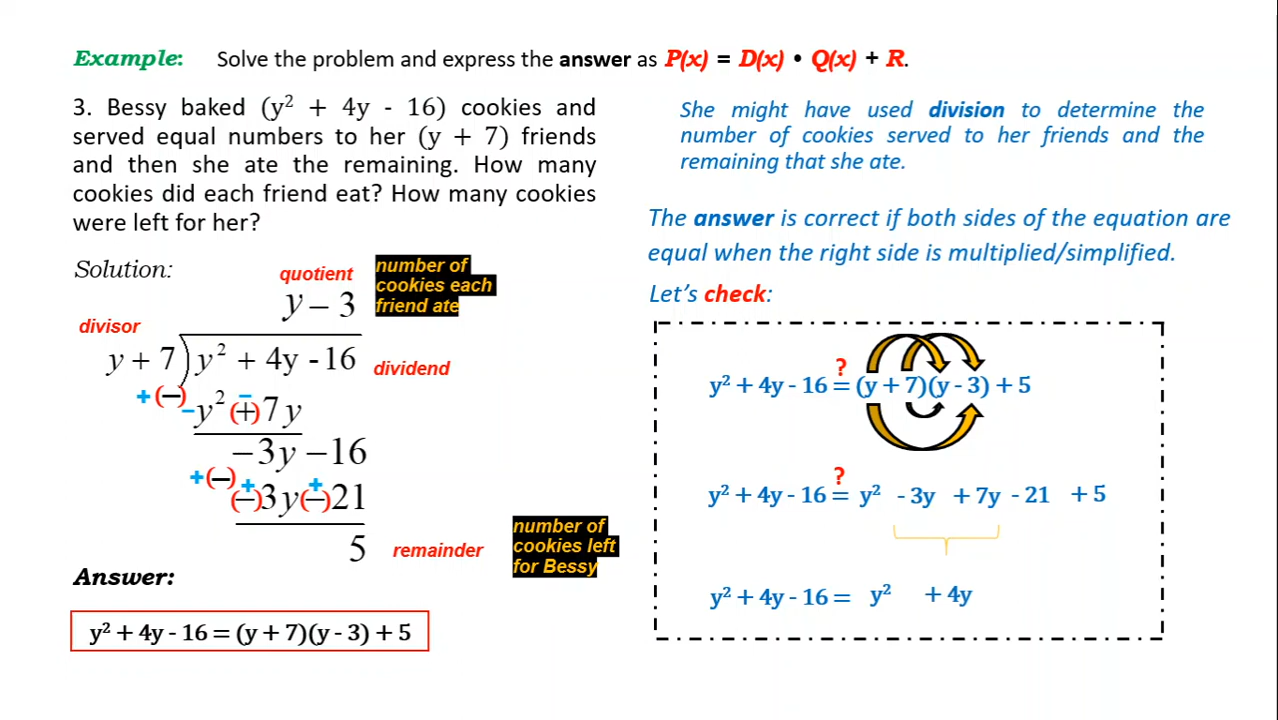 Example: Solve the problem and express the answer as P(x) = D(x) • Q(x) + R.
3. Bessy baked (y² + 4y - 16) cookies and
served equal numbers to her (y + 7) friends
and then she ate the remaining. How many
cookies did each friend eat? How many cookies
were left for her?
Solution:
quotient
number of
cookies each
friend ate
y – 3
divisor
y + 7 ) y² + 4y - 16
dividend
+(−) −y² (+)− 7y
−3y −16
+(−) (−)+ 3y (−)+ 21
5
remainder
number of
cookies left
for Bessy
Answer:
y² + 4y - 16 = (y + 7)(y - 3) + 5
She might have used division to determine the
number of cookies served to her friends and the
remaining that she ate.
The answer is correct if both sides of the equation are
equal when the right side is multiplied/simplified.
Let's check:
?
y² + 4y - 16 = (y + 7)(y - 3) + 5
?
y² + 4y - 16 = y² - 3y + 7y - 21 + 5
y² + 4y - 16 = y² + 4y